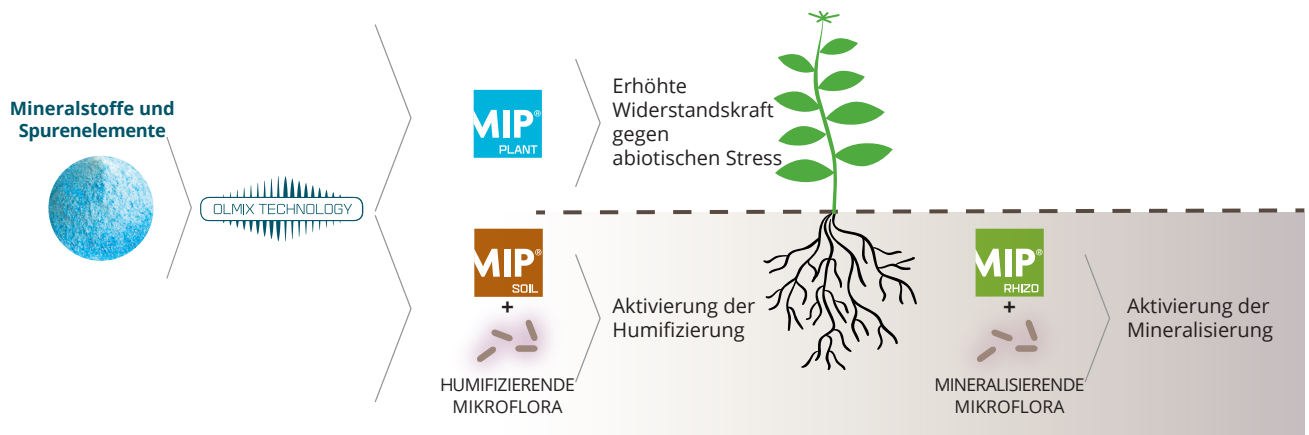 Mineralstoffe und
Spurenelemente
OLMIX TECHNOLOGY
MIP®
PLANT
Erhöhte
Widerstandskraft
gegen
abiotischen Stress
MIP®
SOIL
+
HUMIFIZIERENDE
MIKROFLORA
Aktivierung der
Humifizierung
MIP®
RHIZO
+
MINERALISIERENDE
MIKROFLORA
Aktivierung der
Mineralisierung